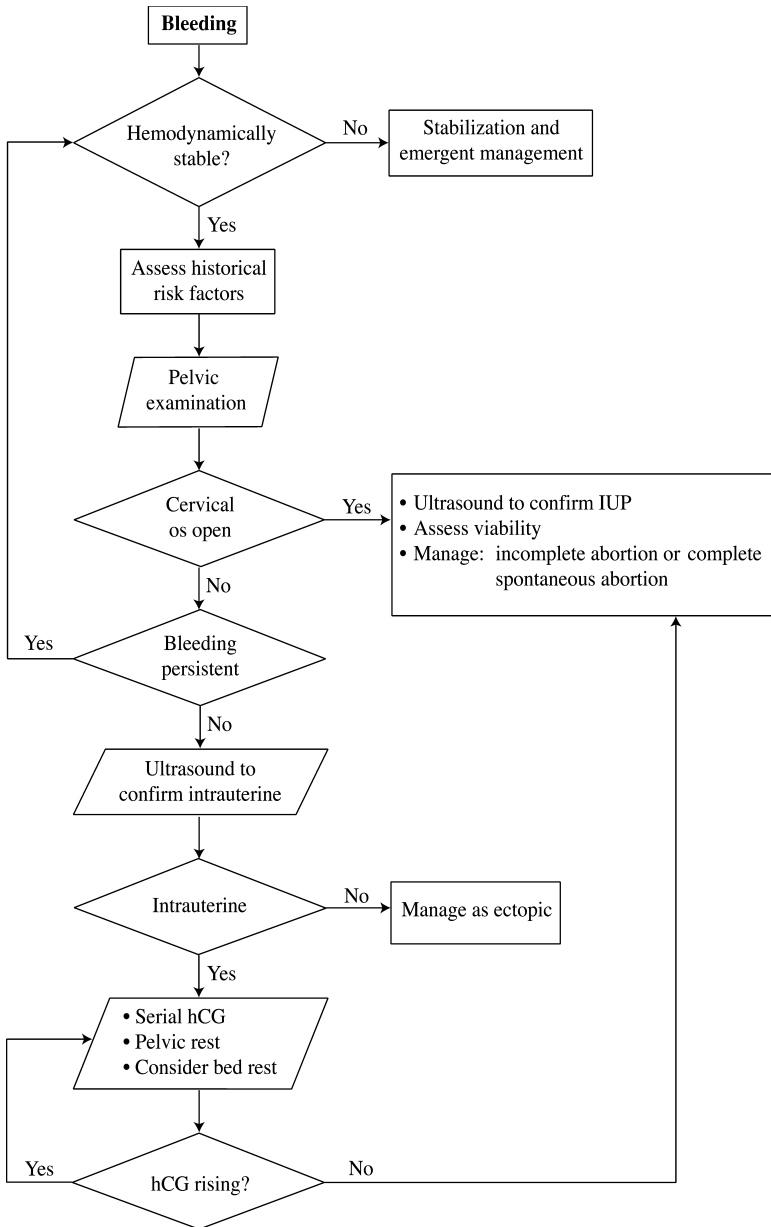 Bleeding
Hemodynamically
stable?
No
Stabilization and
emergent management
Yes
Assess historical
risk factors
Pelvic
examination
Cervical
os open
Yes
• Ultrasound to confirm IUP
• Assess viability
• Manage: incomplete abortion or complete
spontaneous abortion
No
Yes
Bleeding
persistent
No
Ultrasound to
confirm intrauterine
Intrauterine
No
Manage as ectopic
Yes
• Serial hCG
• Pelvic rest
• Consider bed rest
Yes
hCG rising?
No